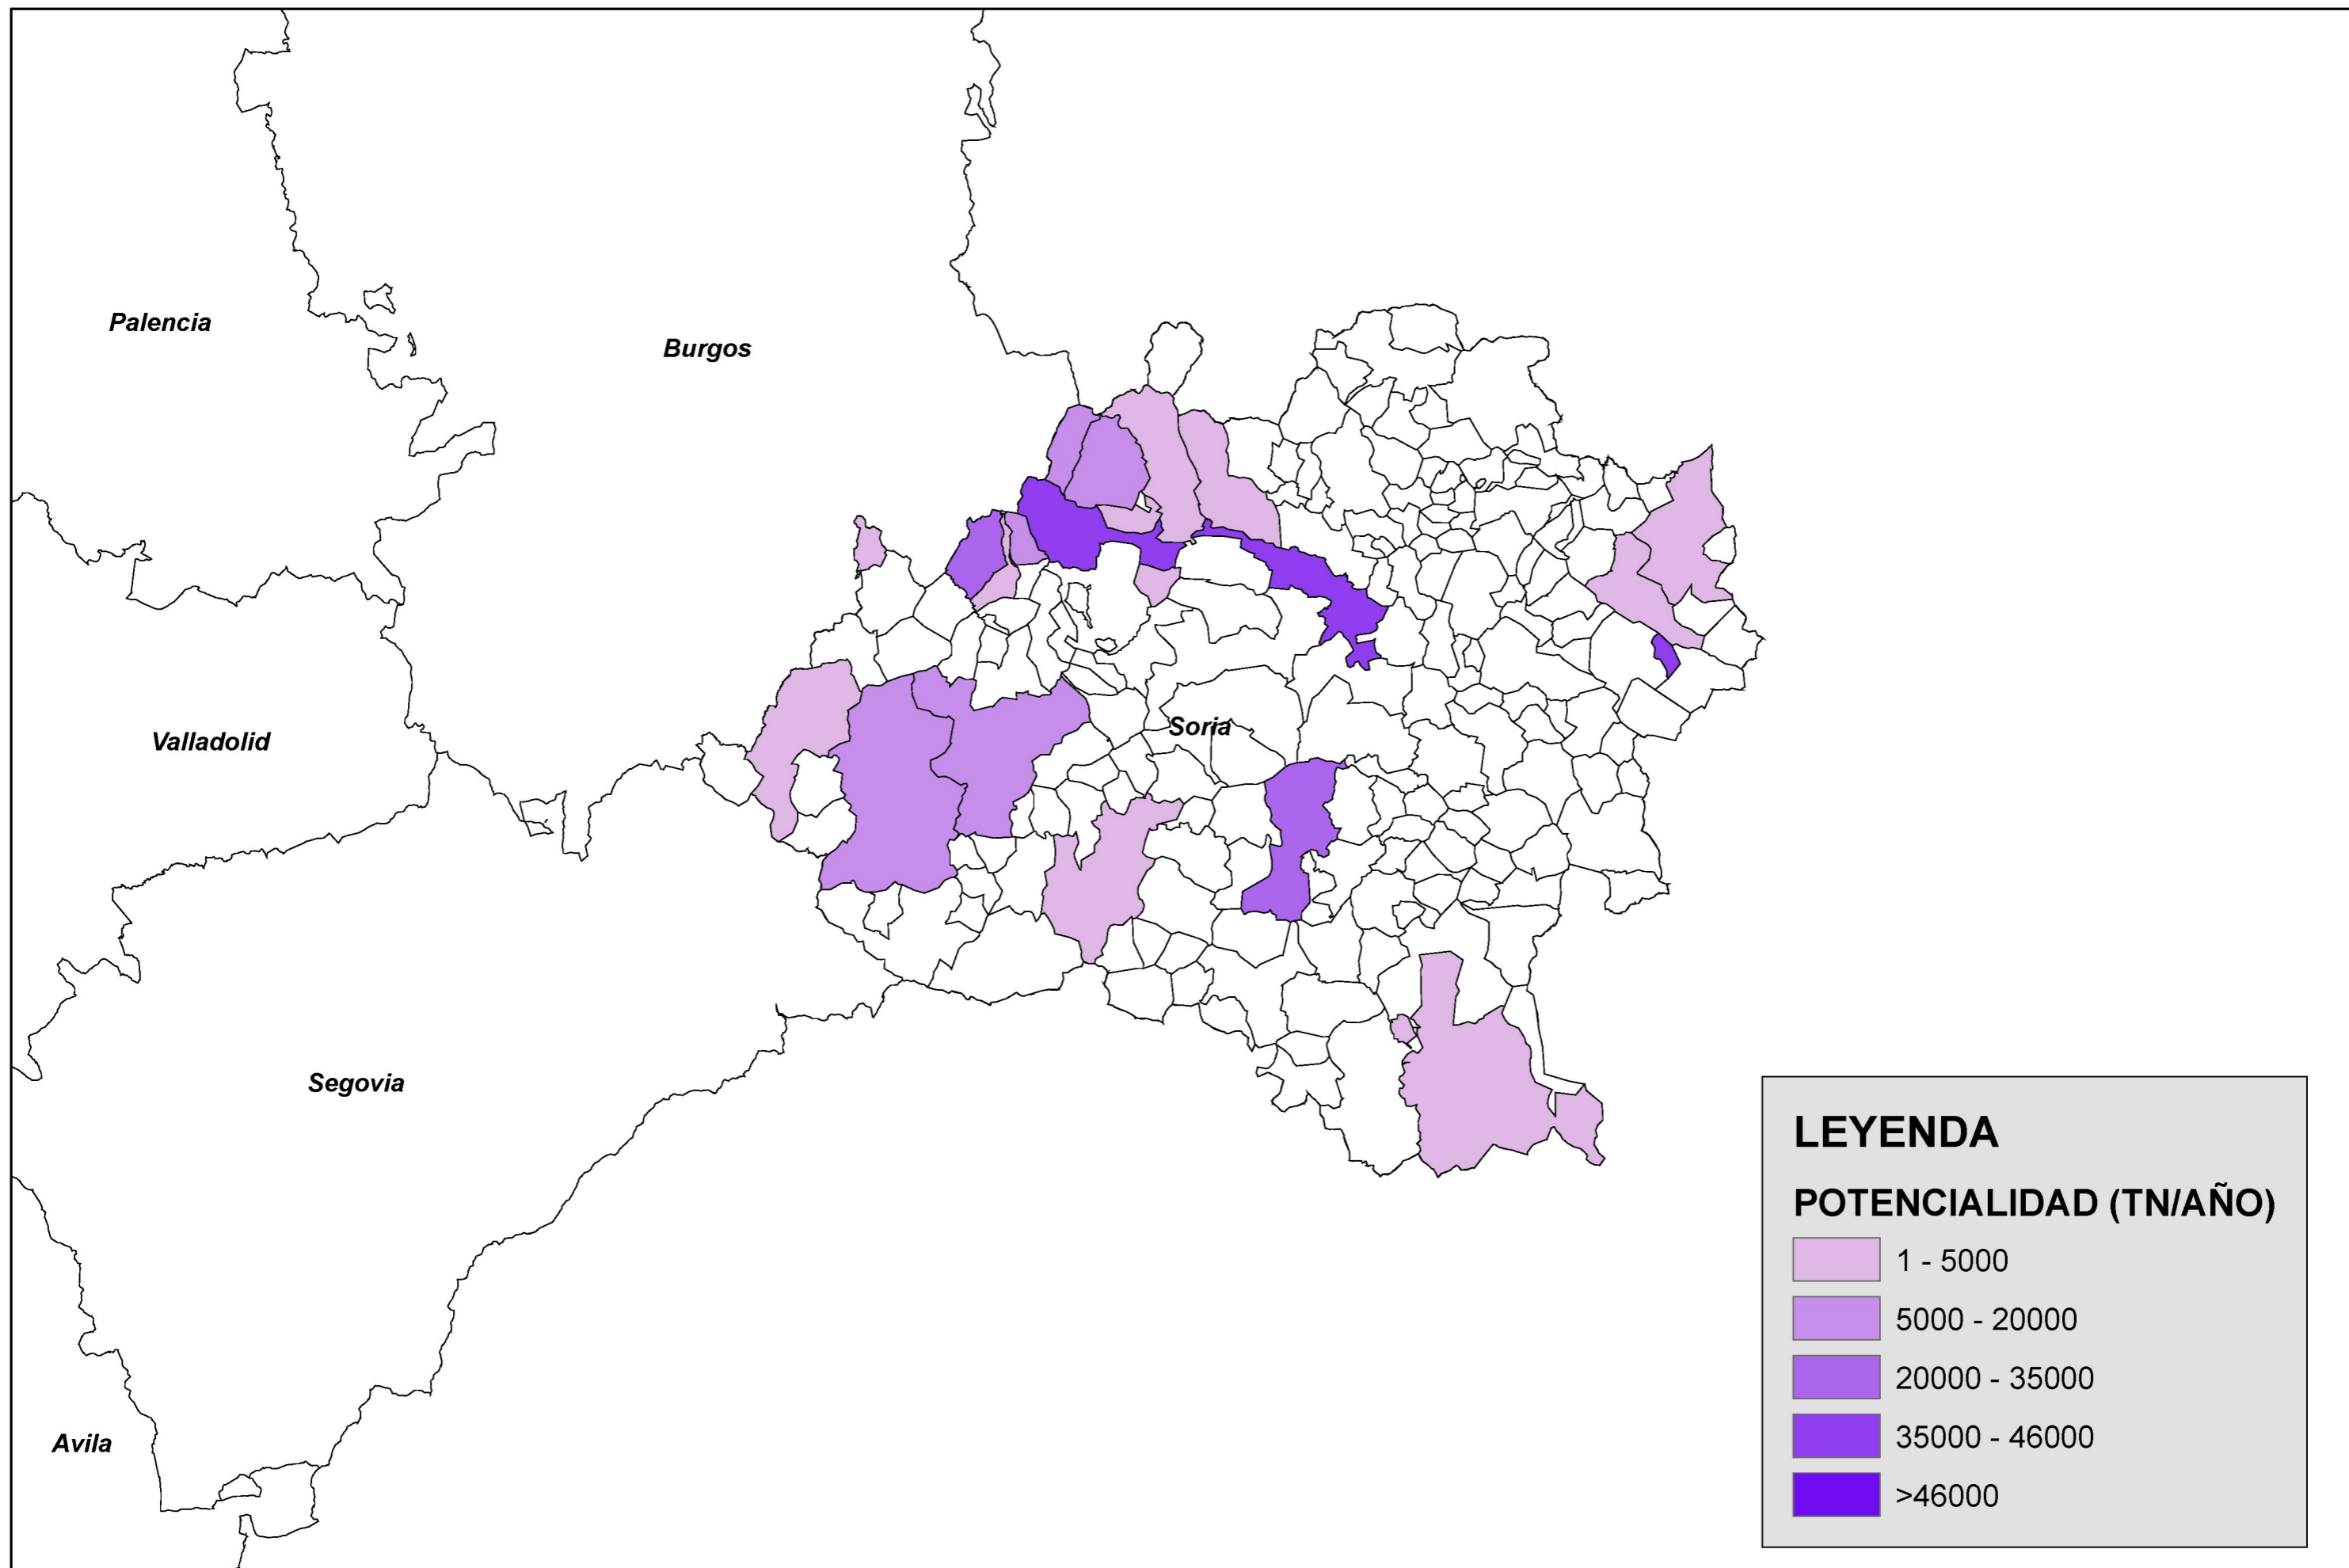 Palencia
Burgos
Valladolid
Soria
Segovia
Avila
LEYENDA
POTENCIALIDAD (TN/AÑO)
1 - 5000
5000 - 20000
20000 - 35000
35000 - 46000
>46000